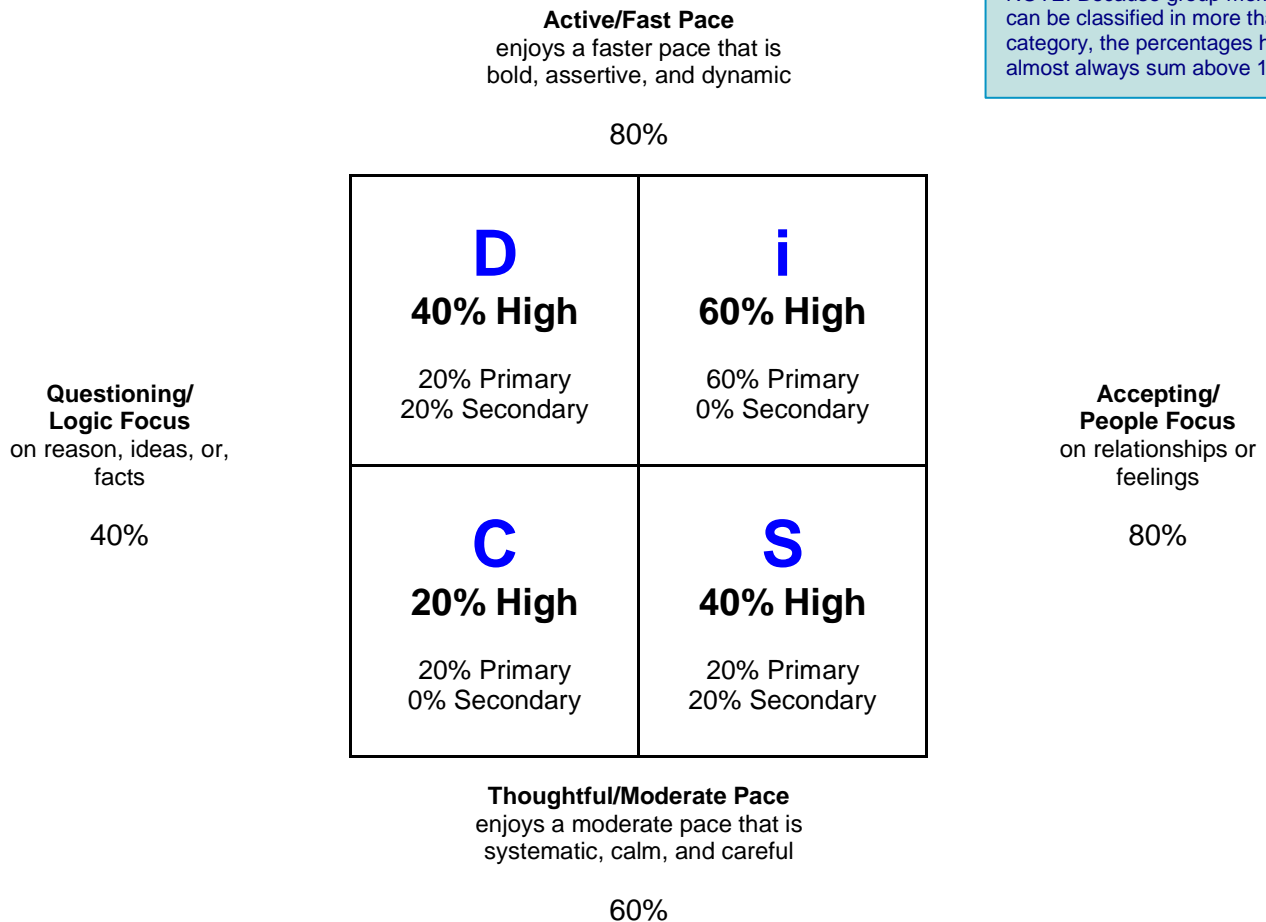 Active/Fast Pace
enjoys a faster pace that is
bold, assertive, and dynamic
80%
can be classified in more
category, the percentages
almost always sum above
D
40% High
20% Primary
20% Secondary
i
60% High
60% Primary
0% Secondary
Questioning/
Logic Focus
on reason, ideas, or,
facts
40%
Accepting/
People Focus
on relationships or
feelings
80%
C
20% High
20% Primary
0% Secondary
S
40% High
20% Primary
20% Secondary
Thoughtful/Moderate Pace
enjoys a moderate pace that is
systematic, calm, and careful
60%